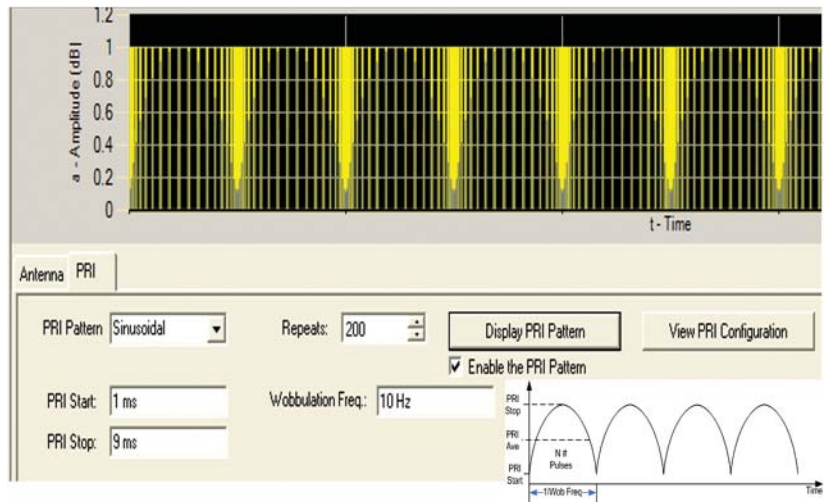 1.2
1
0.8
0.6
0.4
0.2
0
a - Amplitude [dB]
t - Time
Antenna PRI
PRI Pattern Sinusoidal
Repeats: 200
Display PRI Pattern
View PRI Configuration
Enable the PRI Pattern
PRI Start: 1 ms
Wobbulation Freq.: 10 Hz
PRI Stop: 9 ms
PRI
Stop
PRI
Ave
N #
Pulses
PRI
Start
1/Wob Freq
Time